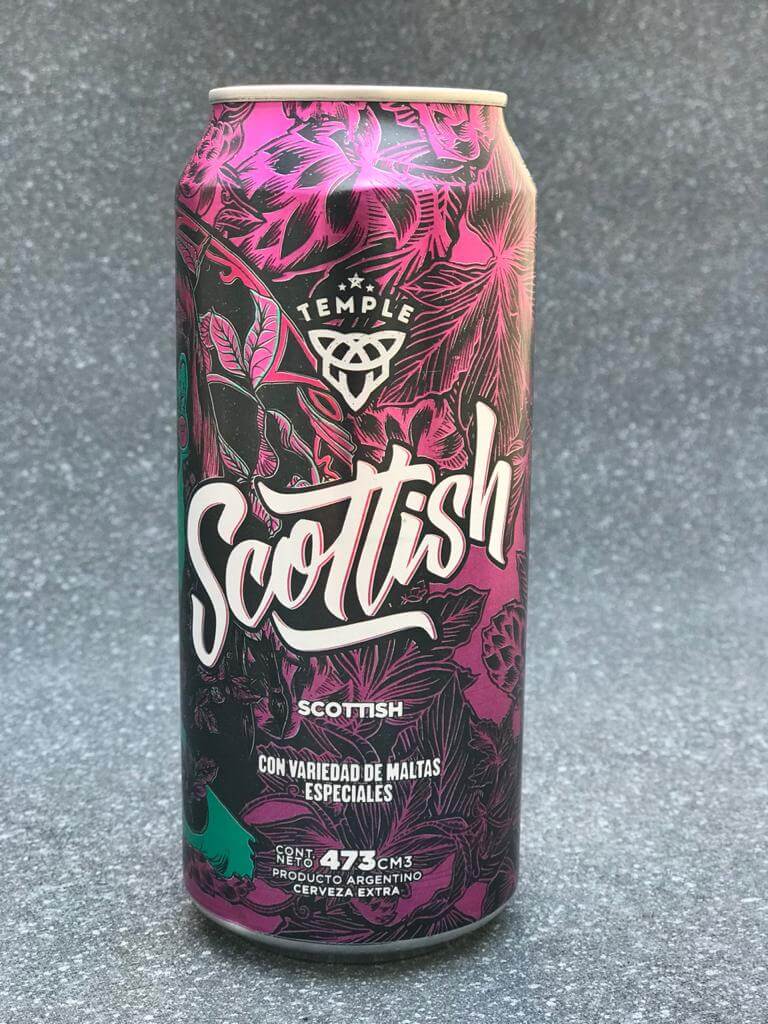 TEMPLE
Scottish
SCOTTISH
CON VARIEDAD DE MALTAS
ESPECIALES
CONT.
NETO 473CM3
PRODUCTO ARGENTINO
CERVEZA EXTRA